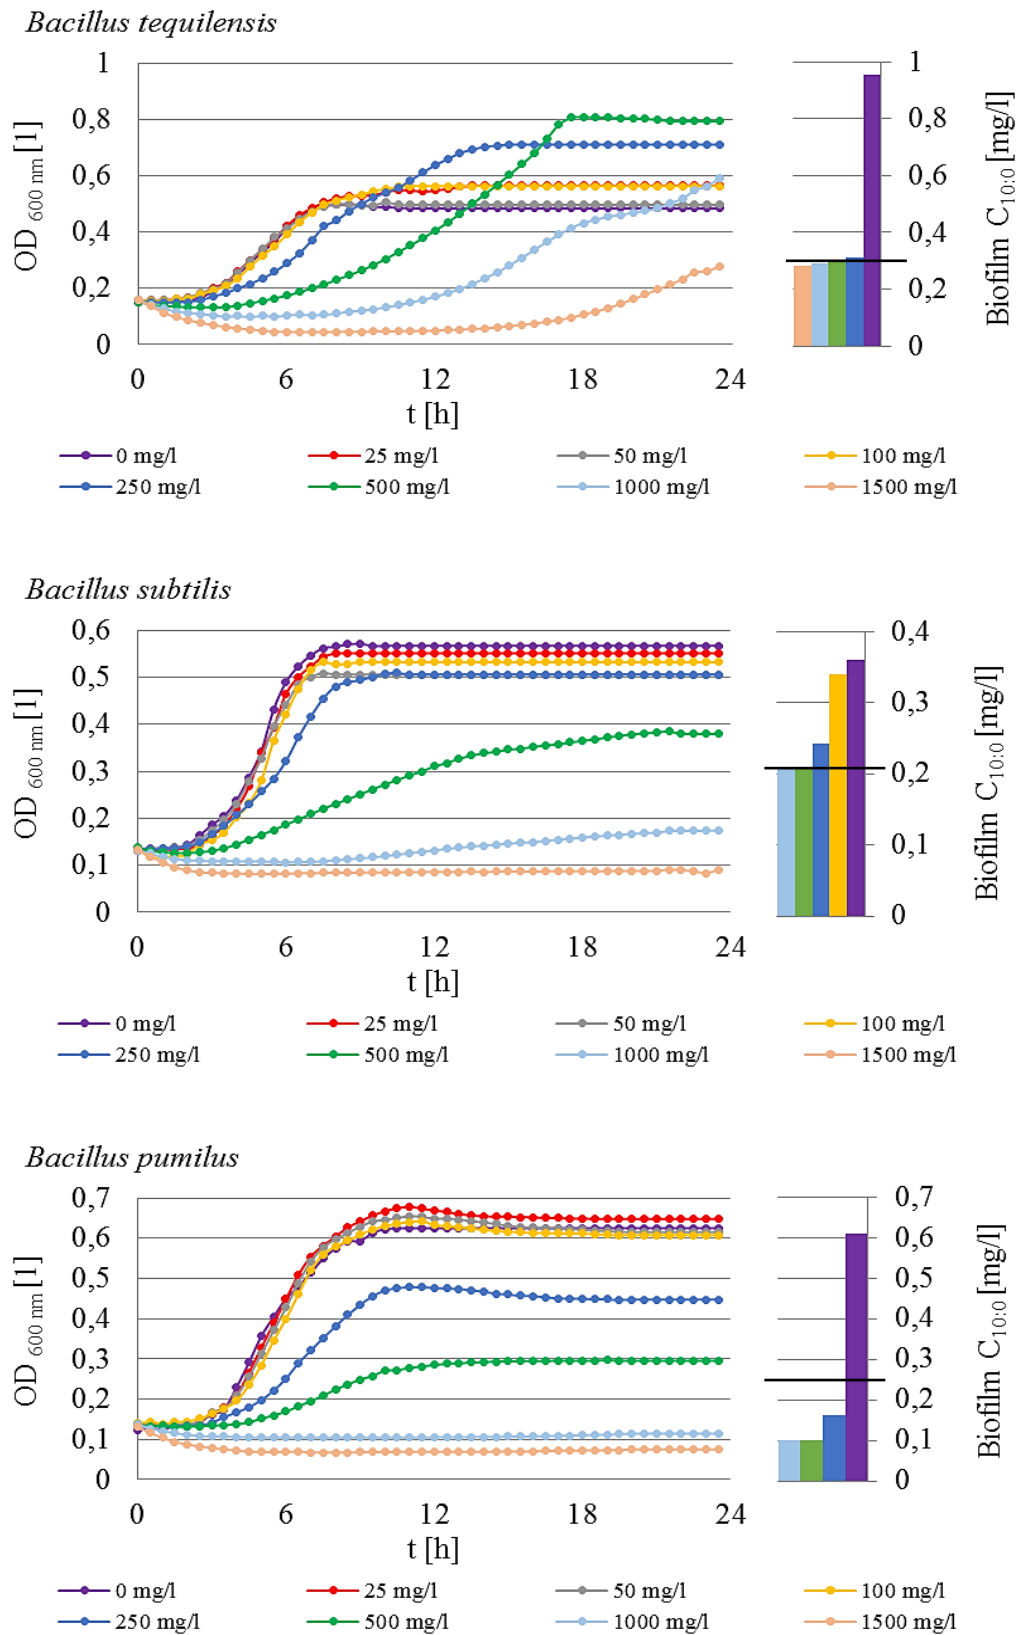 Bacillus tequilensis
1
0,8
0,6
0,4
0,2
0
OD 600 nm [1]
0 6 12 18 24
t [h]
1
0,8
0,6
0,4
0,2
0
Biofilm C10:0 [mg/l]
0 mg/l 25 mg/l 50 mg/l 100 mg/l
250 mg/l 500 mg/l 1000 mg/l 1500 mg/l
Bacillus subtilis
0,6
0,5
0,4
0,3
0,2
0,1
0
OD 600 nm [1]
0 6 12 18 24
t [h]
0,4
0,3
0,2
0,1
0
Biofilm C10:0 [mg/l]
0 mg/l 25 mg/l 50 mg/l 100 mg/l
250 mg/l 500 mg/l 1000 mg/l 1500 mg/l
Bacillus pumilus
0,7
0,6
0,5
0,4
0,3
0,2
0,1
0
OD 600 nm [1]
0 6 12 18 24
t [h]
0,7
0,6
0,5
0,4
0,3
0,2
0,1
0
Biofilm C10:0 [mg/l]
0 mg/l 25 mg/l 50 mg/l 100 mg/l
250 mg/l 500 mg/l 1000 mg/l 1500 mg/l